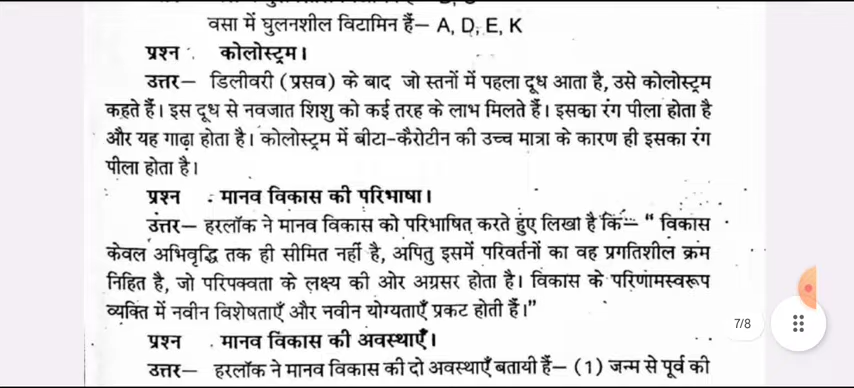 वसा में घुलनशील विटामिन हैं– A, D, E, K
प्रश्न कोलोस्ट्रम।
उत्तर– डिलीवरी (प्रसव) के बाद जो स्तनों में पहला दूध आता है, उसे कोलोस्ट्रम
कहते हैं। इस दूध से नवजात शिशु को कई तरह के लाभ मिलते हैं। इसका रंग पीला होता है
और यह गाढ़ा होता है। कोलोस्ट्रम में बीटा-कैरोटीन की उच्च मात्रा के कारण ही इसका रंग
पीला होता है।
प्रश्न मानव विकास की परिभाषा।
उत्तर– हरलॉक ने मानव विकास को परिभाषित करते हुए लिखा है कि– “ विकास
केवल अभिवृद्धि तक ही सीमित नहीं है, अपितु इसमें परिवर्तनों का वह प्रगतिशील क्रम
निहित है, जो परिपक्वता के लक्ष्य की ओर अग्रसर होता है। विकास के परिणामस्वरूप
व्यक्ति में नवीन विशेषताएँ और नवीन योग्यताएँ प्रकट होती हैं।”
7/8
प्रश्न मानव विकास की अवस्थाएँ।
उत्तर– हरलॉक ने मानव विकास की दो अवस्थाएँ बतायी हैं– (1) जन्म से पूर्व की